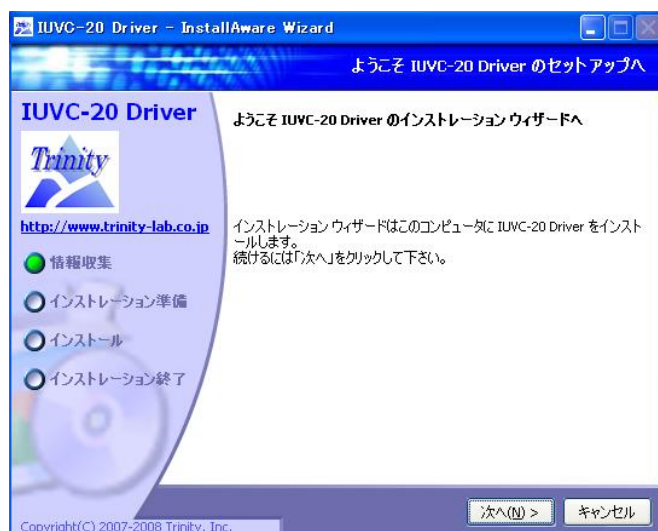 IUVC-20 Driver - InstallAware Wizard
ようこそ IUVC-20 Driver のセットアップへ
IUVC-20 Driver
Trinity
http://www.trinity-lab.co.jp
情報収集
インストレーション準備
インストール
インストレーション終了
ようこそ IUVC-20 Driver のインストレーション ウィザードへ
インストレーション ウィザードはこのコンピュータに IUVC-20 Driver をインスト
ールします。
続けるには「次へ」をクリックして下さい。
Copyright(C) 2007-2008 Trinity, Inc.
次へ(N) >
キャンセル